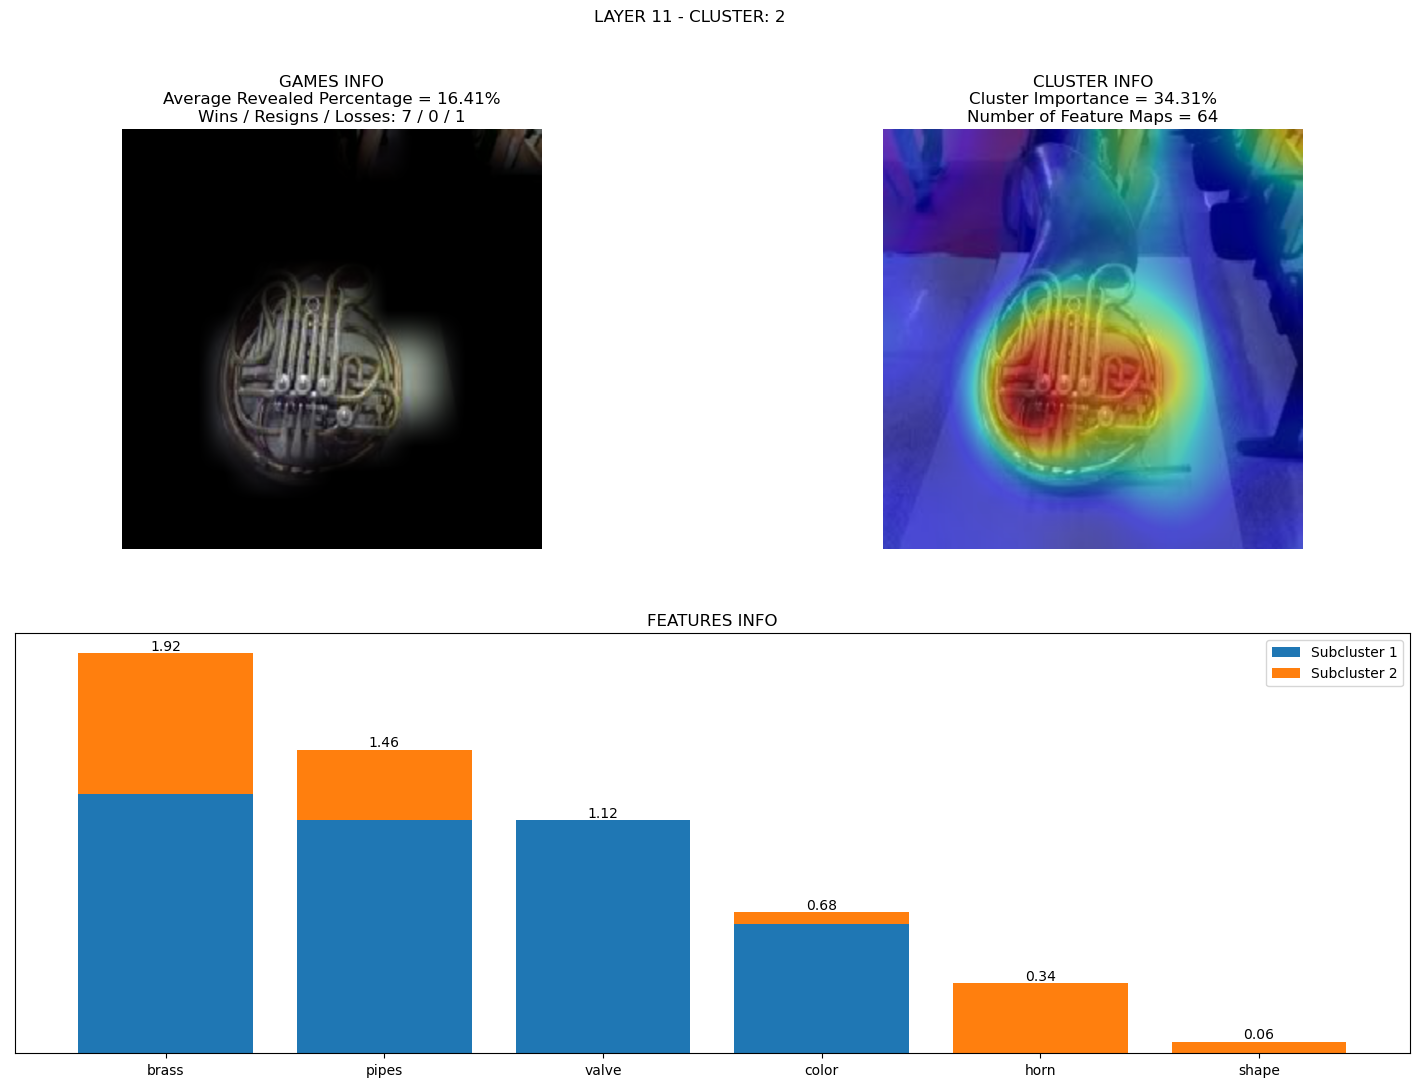 LAYER 11 - CLUSTER: 2
GAMES INFO
Average Revealed Percentage = 16.41%
Wins / Resigns / Losses: 7 / 0 / 1
CLUSTER INFO
Cluster Importance = 34.31%
Number of Feature Maps = 64
FEATURES INFO
Subcluster 1
Subcluster 2
1.92
1.46
1.12
0.68
0.34
0.06
brass
pipes
valve
color
horn
shape